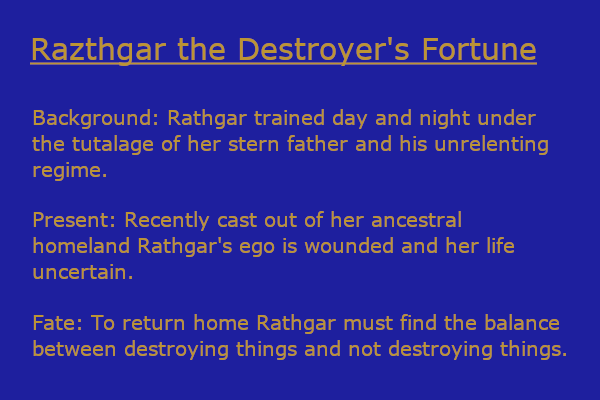 Razthgar the Destroyer's Fortune
Background: Rathgar trained day and night under
the tutalage of her stern father and his unrelenting
regime.
Present: Recently cast out of her ancestral
homeland Rathgar's ego is wounded and her life
uncertain.
Fate: To return home Rathgar must find the balance
between destroying things and not destroying things.